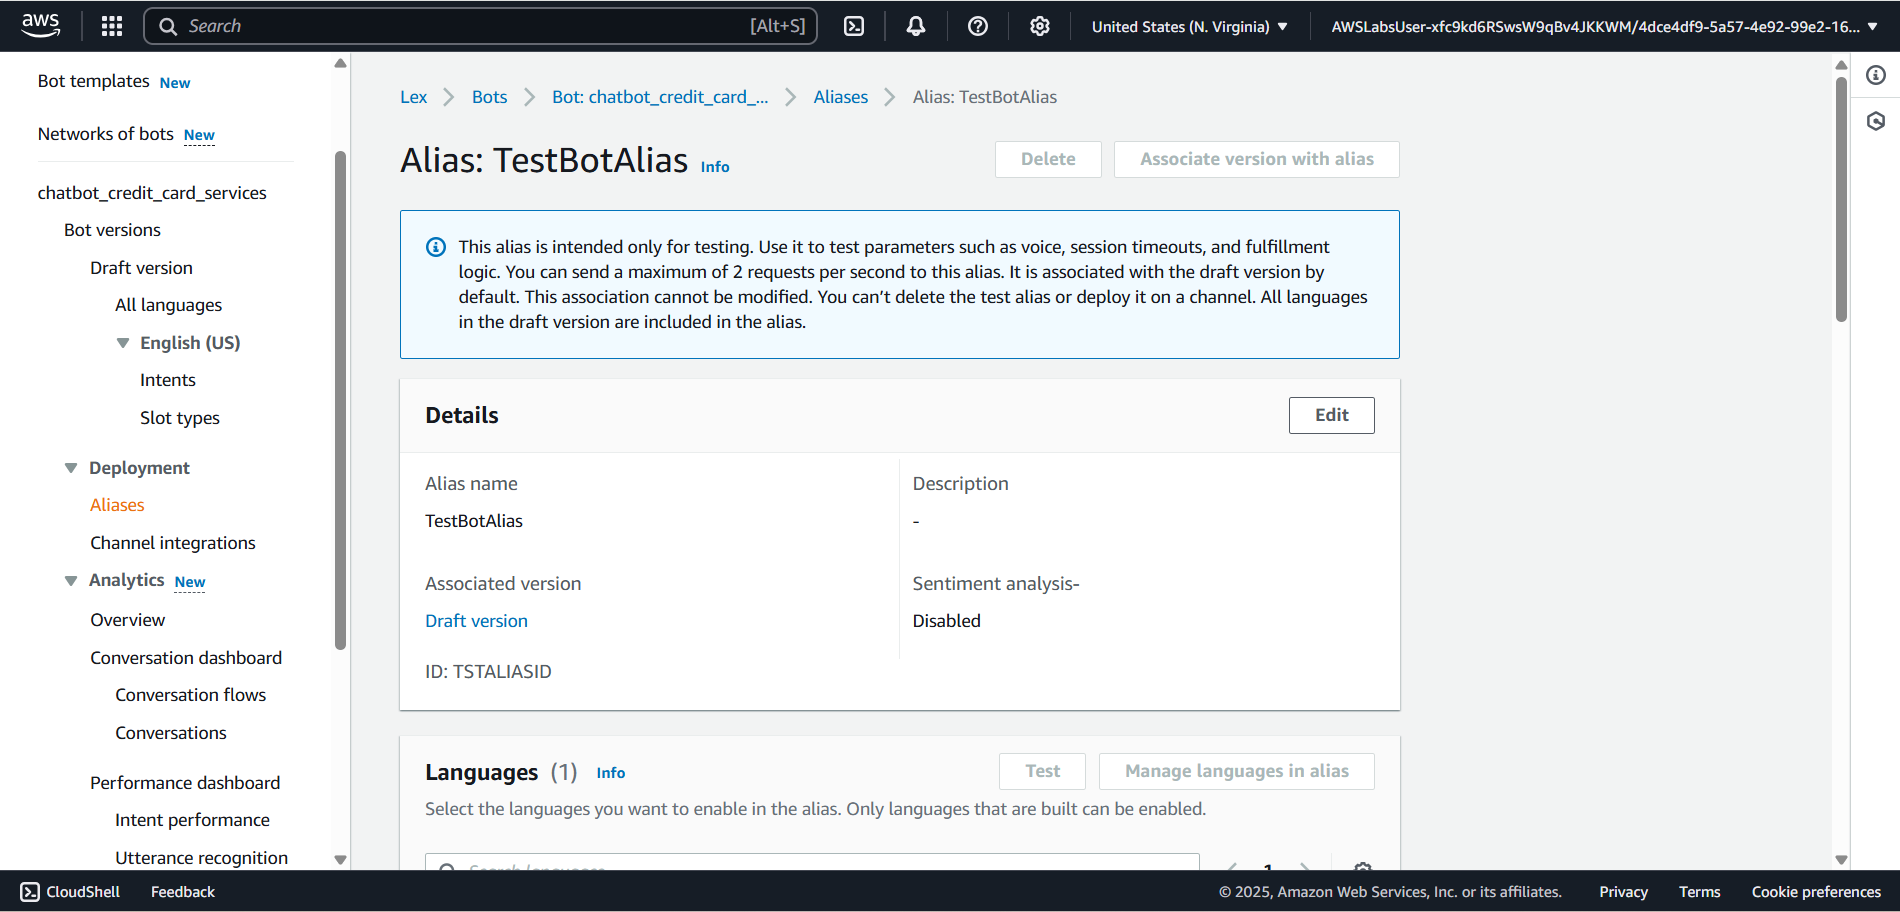 aws
Search [Alt+S]
United States (N. Virginia)
AWSLabsUser-xfc9kd6RSwsW9qBv4JKKWM/4dce4df9-5a57-4e92-99e2-16...
Bot templates New
Networks of bots New
chatbot_credit_card_services
Bot versions
Draft version
All languages
English (US)
Intents
Slot types
Deployment
Aliases
Channel integrations
Analytics New
Overview
Conversation dashboard
Conversation flows
Conversations
Performance dashboard
Intent performance
Utterance recognition
Lex
Bots
Bot: chatbot_credit_card_...
Aliases
Alias: TestBotAlias
Alias: TestBotAlias Info
Delete
Associate version with alias
This alias is intended only for testing. Use it to test parameters such as voice, session timeouts, and fulfillment
logic. You can send a maximum of 2 requests per second to this alias. It is associated with the draft version by
default. This association cannot be modified. You can’t delete the test alias or deploy it on a channel. All languages
in the draft version are included in the alias.
Details
Edit
Alias name
TestBotAlias
Description
-
Associated version
Draft version
Sentiment analysis-
Disabled
ID: TSTALIASID
Languages (1) Info
Test
Manage languages in alias
Select the languages you want to enable in the alias. Only languages that are built can be enabled.
Search languages
1
CloudShell
Feedback
© 2025, Amazon Web Services, Inc. or its affiliates.
Privacy
Terms
Cookie preferences